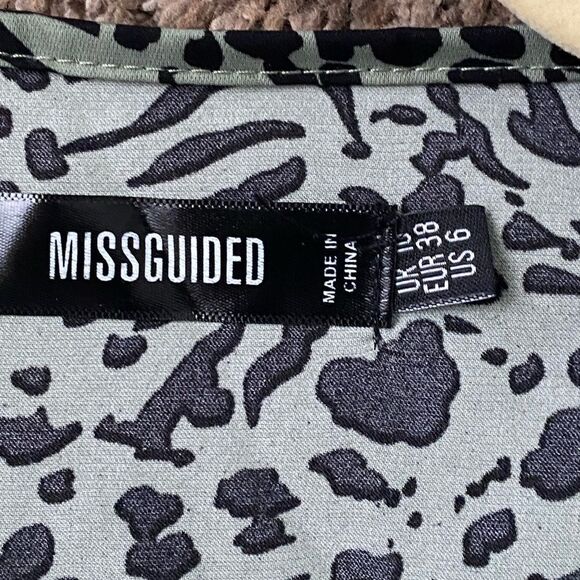 MISSGUIDED
MADE IN
CHINA
UK
EUR 38
US 6